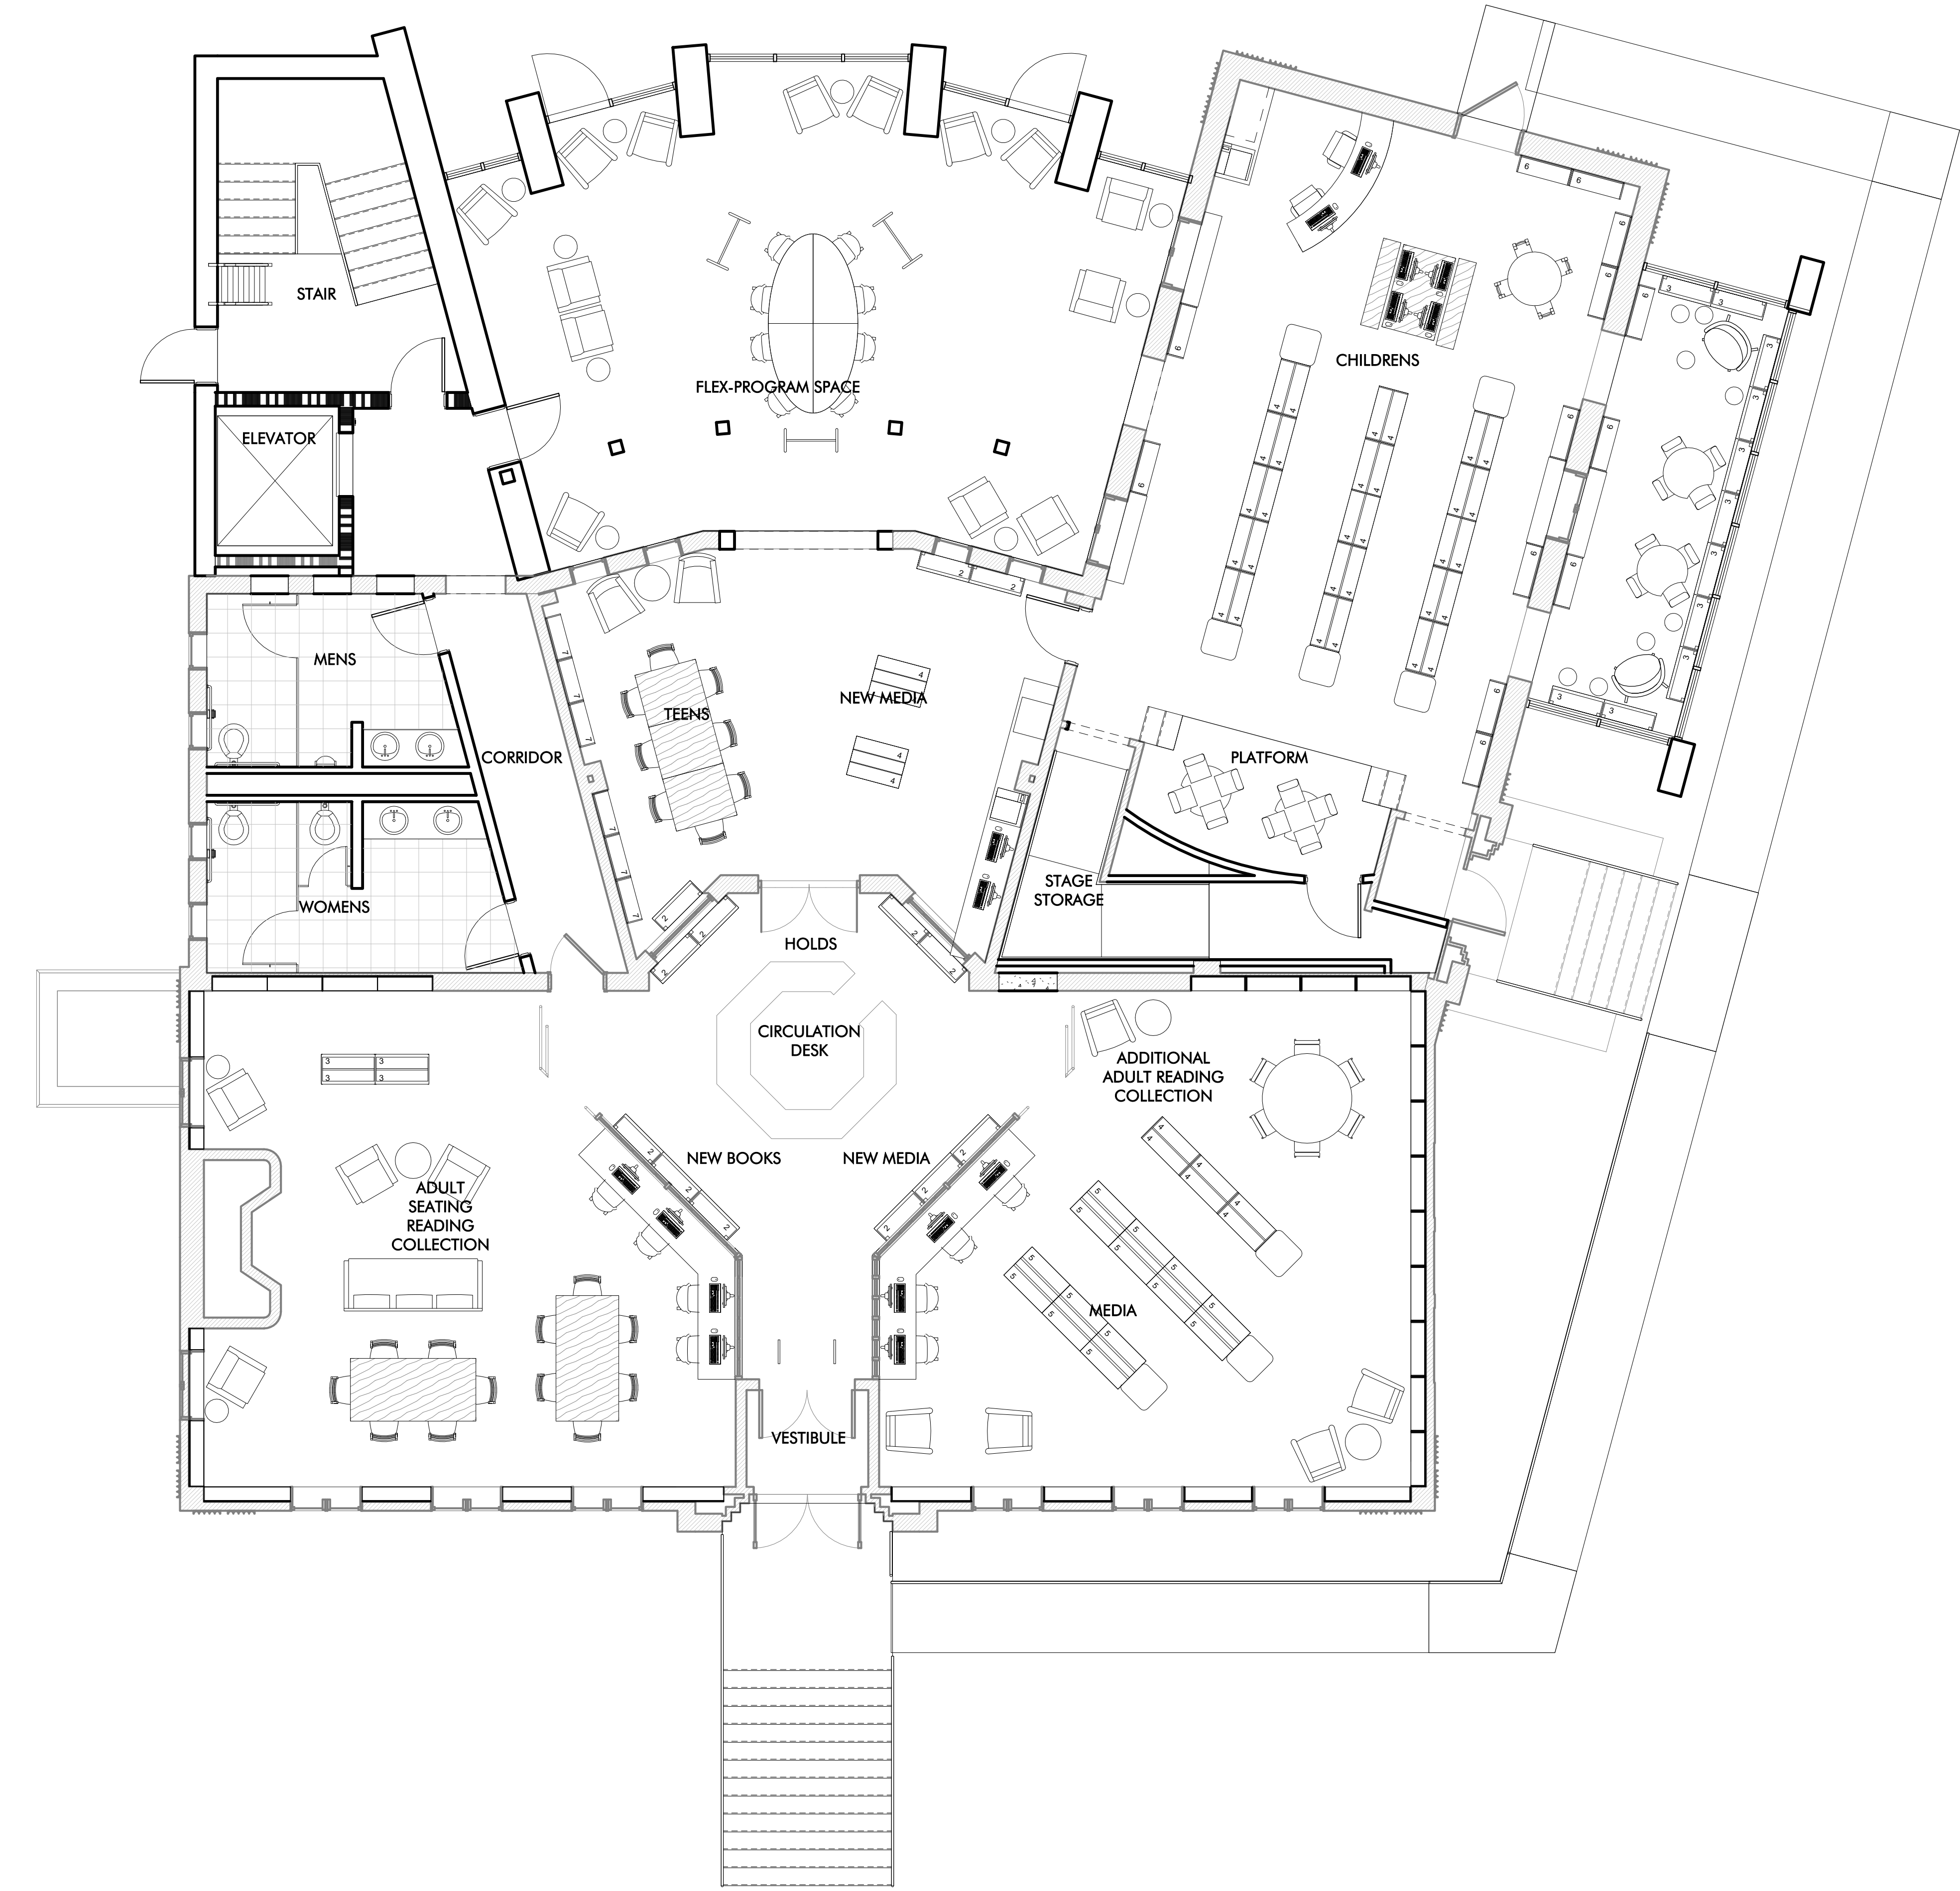 STAIR
ELEVATOR
FLEX-PROGRAM SPACE
CHILDRENS
MENS
TEENS
NEW MEDIA
CORRIDOR
PLATFORM
WOMENS
STAGE
STORAGE
HOLDS
CIRCULATION
DESK
ADDITIONAL
ADULT READING
COLLECTION
NEW BOOKS
NEW MEDIA
ADULT
SEATING
READING
COLLECTION
MEDIA
VESTIBULE